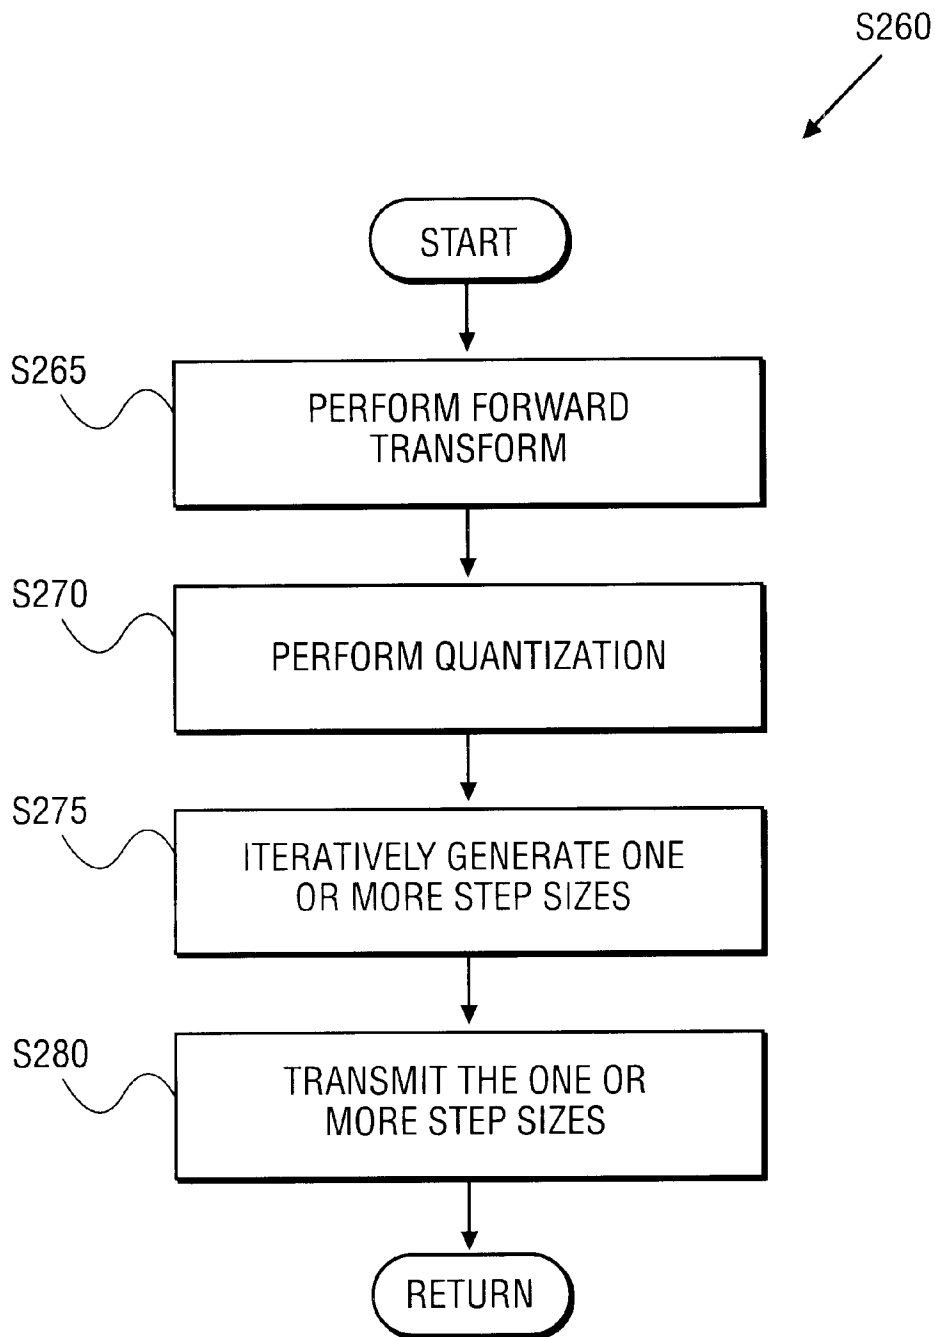 S260
START
S265
PERFORM FORWARD
TRANSFORM
S270
PERFORM QUANTIZATION
S275
ITERATIVELY GENERATE ONE
OR MORE STEP SIZES
S280
TRANSMIT THE ONE OR
MORE STEP SIZES
RETURN